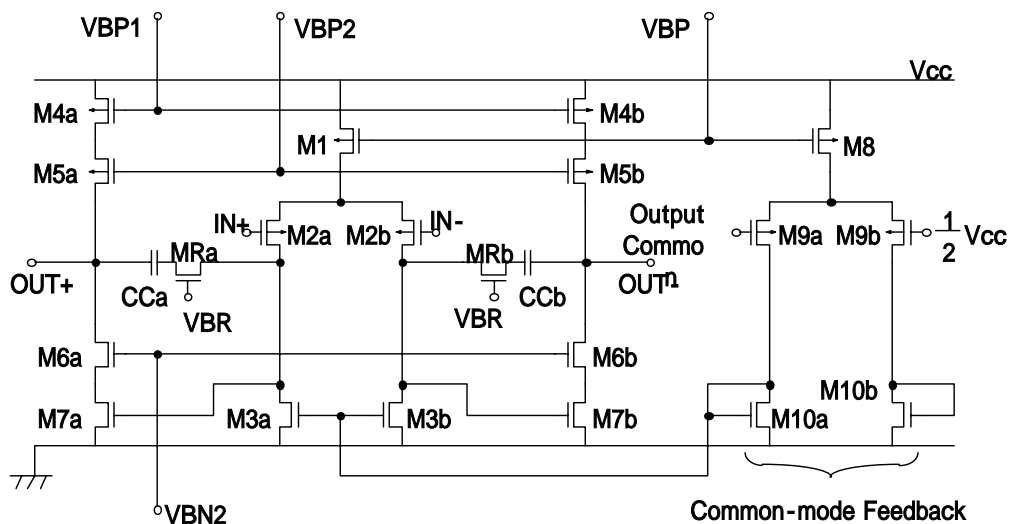 VBP1
VBP2
VBP
Vcc
M4a
M4b
M1
M8
M5a
M5b
IN+
IN-
M2a
M2b
Output
Commo
n
M9a
M9b
1
2
Vcc
MRa
MRb
OUT+
CCa
CCb
OUT-
VBR
VBR
M6a
M6b
M7a
M3a
M3b
M7b
M10b
M10a
VBN2
Common-mode Feedback